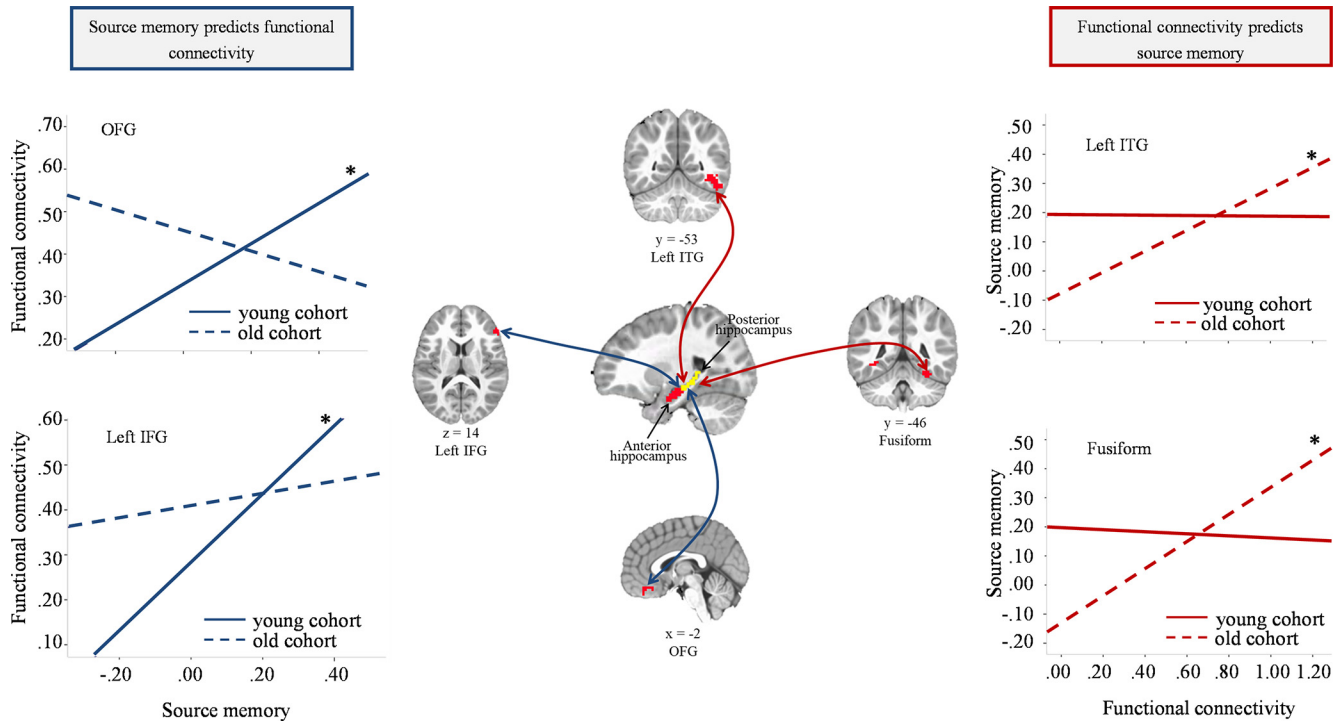 Source memory predicts functional
connectivity
Functional connectivity predicts
source memory
OFG
Functional connectivity
.70
.60
.50
.40
.30
.20
young cohort
old cohort
Left IFG
Functional connectivity
.60
.50
.40
.30
.20
.10
young cohort
old cohort
-.20
.00
.20
.40
Source memory
y = -53
Left ITG
z = 14
Left IFG
Posterior
hippocampus
Anterior
hippocampus
y = -46
Fusiform
x = -2
OFG
Left ITG
*
*
*
*
Source memory
.50
.40
.30
.20
.10
.00
-.10
-.20
young cohort
old cohort
Fusiform
Source memory
.50
.40
.30
.20
.10
.00
-.10
-.20
young cohort
old cohort
.00
.20
.40
.60
.80
1.00
1.20
Functional connectivity